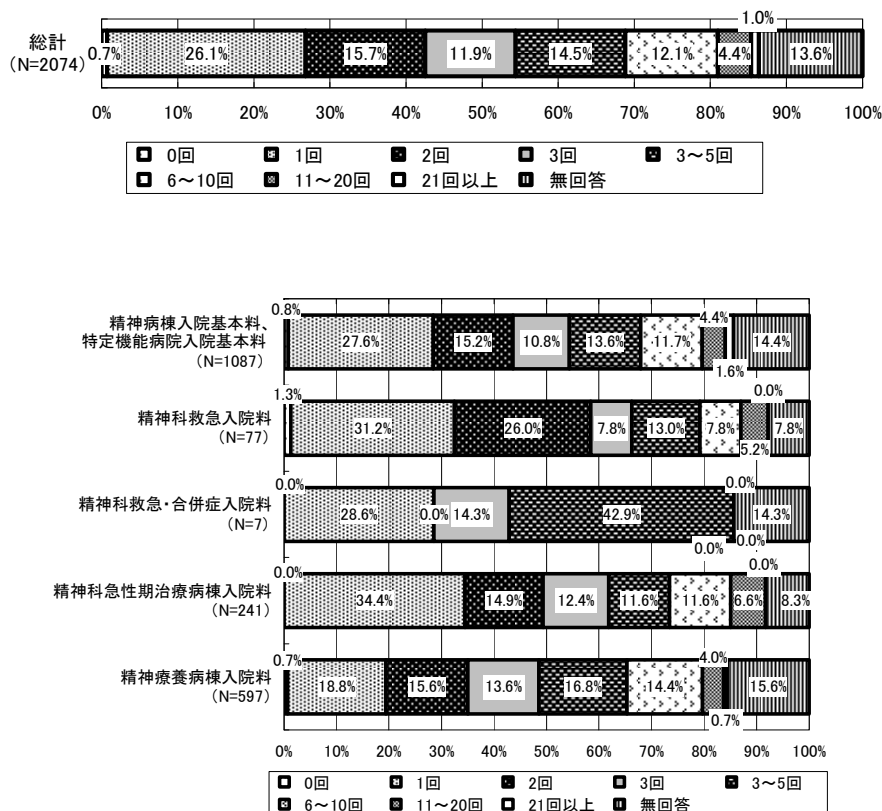 1.0%
総計
(N=2074)
0.7% 26.1% 15.7% 11.9% 14.5% 12.1% 4.4% 13.6%
0% 10% 20% 30% 40% 50% 60% 70% 80% 90% 100%
0回 1回 2回 3回 3～5回
6～10回 11～20回 21回以上 無回答
精神病棟入院基本料、
特定機能病院入院基本料
(N=1087)
0.8% 27.6% 15.2% 10.8% 13.6% 11.7% 4.4% 1.6% 14.4%
精神科救急入院料
(N=77)
1.3% 31.2% 26.0% 7.8% 13.0% 7.8% 5.2% 0.0% 7.8%
精神科救急・合併症入院料
(N=7)
0.0% 28.6% 0.0% 14.3% 42.9% 0.0% 0.0% 0.0% 14.3%
精神科急性期治療病棟入院料
(N=241)
0.0% 34.4% 14.9% 12.4% 11.6% 11.6% 6.6% 0.0% 8.3%
精神療養病棟入院料
(N=597)
0.7% 18.8% 15.6% 13.6% 16.8% 14.4% 4.0% 0.7% 15.6%
0% 10% 20% 30% 40% 50% 60% 70% 80% 90% 100%
0回 1回 2回 3回 3～5回
6～10回 11～20回 21回以上 無回答